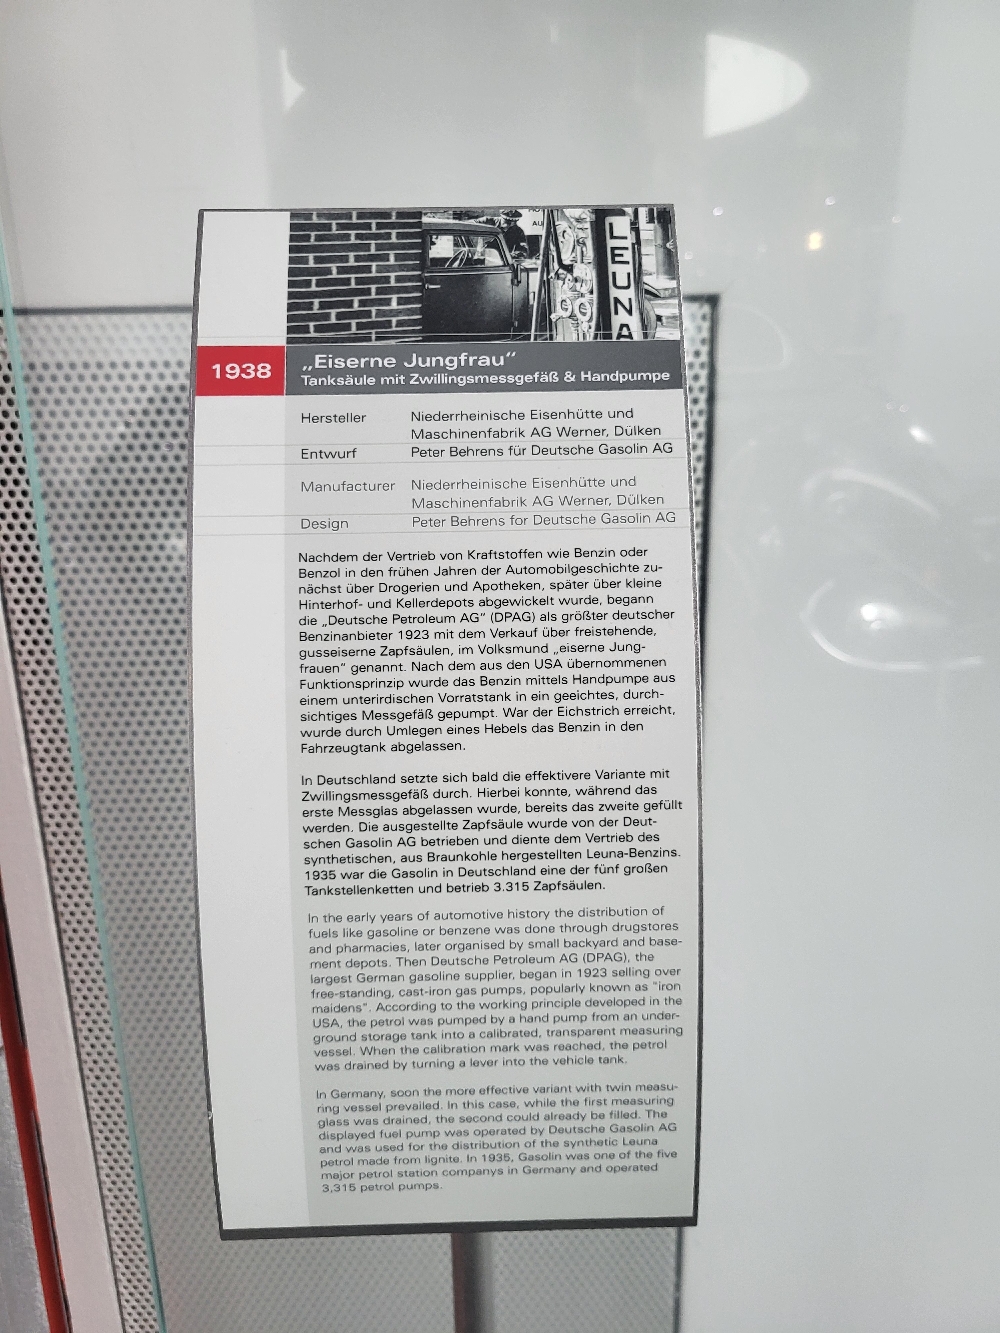 AU
LEUNA
1938
„Eiserne Jungfrau“
Tanksäule mit Zwillingsmessgefäß & Handpumpe
Hersteller Niederrheinische Eisenhütte und
Maschinenfabrik AG Werner, Dülken
Entwurf Peter Behrens für Deutsche Gasolin AG
Manufacturer Niederrheinische Eisenhütte und
Maschinenfabrik AG Werner, Dülken
Design Peter Behrens for Deutsche Gasolin AG
Nachdem der Vertrieb von Kraftstoffen wie Benzin oder
Benzol in den frühen Jahren der Automobilgeschichte zu-
nächst über Drogerien und Apotheken, später über kleine
Hinterhof- und Kellerdepots abgewickelt wurde, begann
die „Deutsche Petroleum AG“ (DPAG) als größter deutscher
Benzinanbieter 1923 mit dem Verkauf über freistehende,
gusseiserne Zapfsäulen, im Volksmund „eiserne Jung-
frauen“ genannt. Nach dem aus den USA übernommenen
Funktionsprinzip wurde das Benzin mittels Handpumpe aus
einem unterirdischen Vorratstank in ein geeichtes, durch-
sichtiges Messgefäß gepumpt. War der Eichstrich erreicht,
wurde durch Umlegen eines Hebels das Benzin in den
Fahrzeugtank abgelassen.
In Deutschland setzte sich bald die effektivere Variante mit
Zwillingsmessgefäß durch. Hierbei konnte, während das
erste Messglas abgelassen wurde, bereits das zweite gefüllt
werden. Die ausgestellte Zapfsäule wurde von der Deut-
schen Gasolin AG betrieben und diente dem Vertrieb des
synthetischen, aus Braunkohle hergestellten Leuna-Benzins.
1935 war die Gasolin in Deutschland eine der fünf großen
Tankstellenketten und betrieb 3.315 Zapfsäulen.
In the early years of automotive history the distribution of
fuels like gasoline or benzene was done through drugstores
and pharmacies, later organised by small backyard and base-
ment depots. Then Deutsche Petroleum AG (DPAG), the
largest German gasoline supplier, began in 1923 selling over
free-standing, cast-iron gas pumps, popularly known as "iron
maidens". According to the working principle developed in the
USA, the petrol was pumped by a hand pump from an under-
ground storage tank into a calibrated, transparent measuring
vessel. When the calibration mark was reached, the petrol
was drained by turning a lever into the vehicle tank.
In Germany, soon the more effective variant with twin measu-
ring vessel prevailed. In this case, while the first measuring
glass was drained, the second could already be filled. The
displayed fuel pump was operated by Deutsche Gasolin AG
and was used for the distribution of the synthetic Leuna
petrol made from lignite. In 1935, Gasolin was one of the five
major petrol station companys in Germany and operated
3,315 petrol pumps.